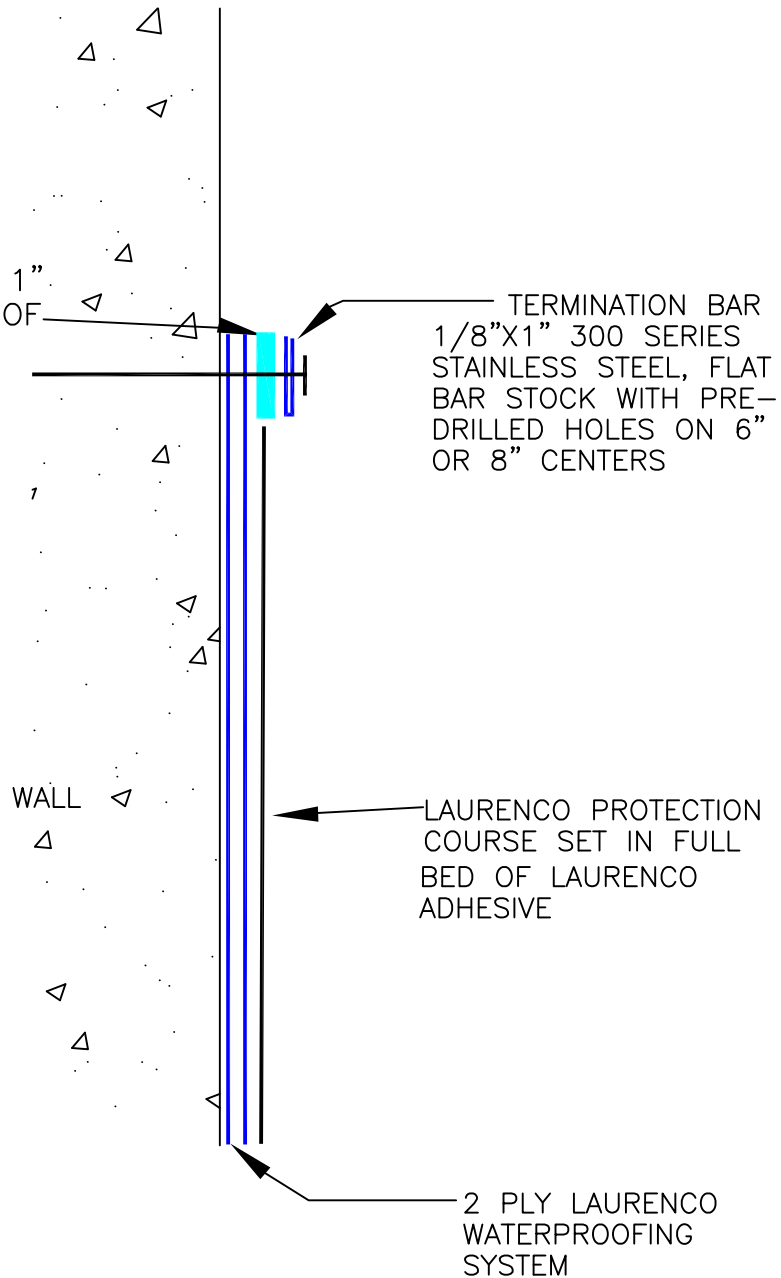 1”
OF
TERMINATION BAR
1/8”X1” 300 SERIES
STAINLESS STEEL, FLAT
BAR STOCK WITH PRE–
DRILLED HOLES ON 6”
OR 8” CENTERS
WALL
LAURENCO PROTECTION
COURSE SET IN FULL
BED OF LAURENCO
ADHESIVE
2 PLY LAURENCO
WATERPROOFING
SYSTEM